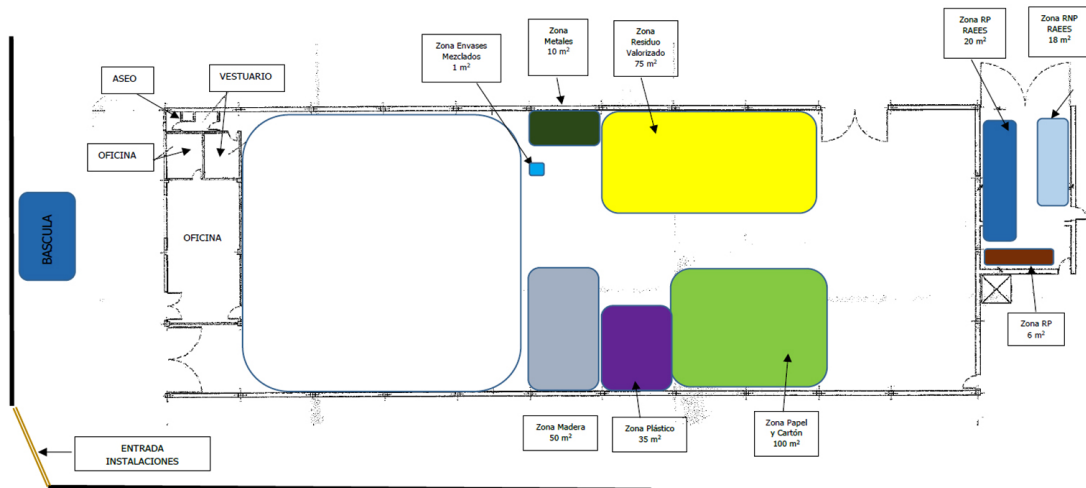 Zona Envases
Mezclados
1 m²
Zona
Metales
10 m²
Zona
Residuo
Valorizado
75 m²
Zona RP
RAEES
20 m²
Zona RNP
RAEES
18 m²
ASEO
VESTUARIO
OFICINA
OFICINA
BASCULA
Zona RP
6 m²
Zona Madera
50 m²
Zona Plástico
35 m²
Zona Papel
y Cartón
100 m²
ENTRADA
INSTALACIONES